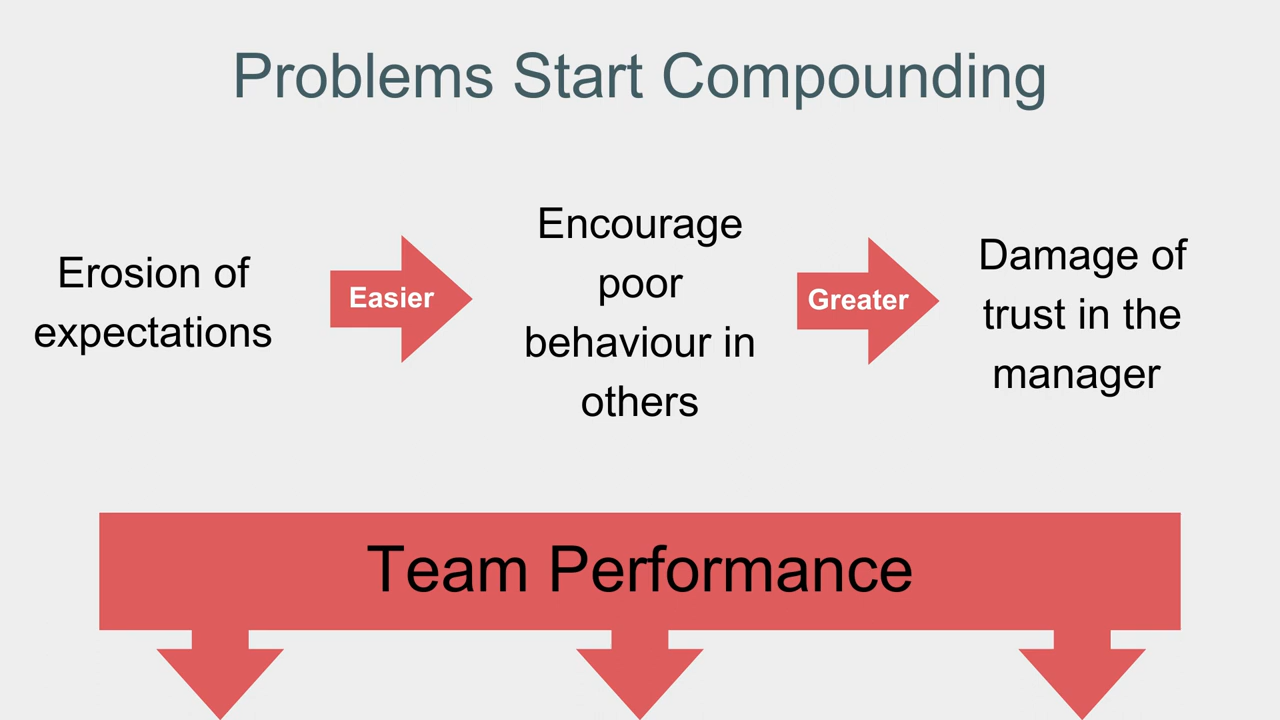 Problems Start Compounding
Erosion of
expectations
Easier
Encourage
poor
behaviour in
others
Greater
Damage of
trust in the
manager
Team Performance